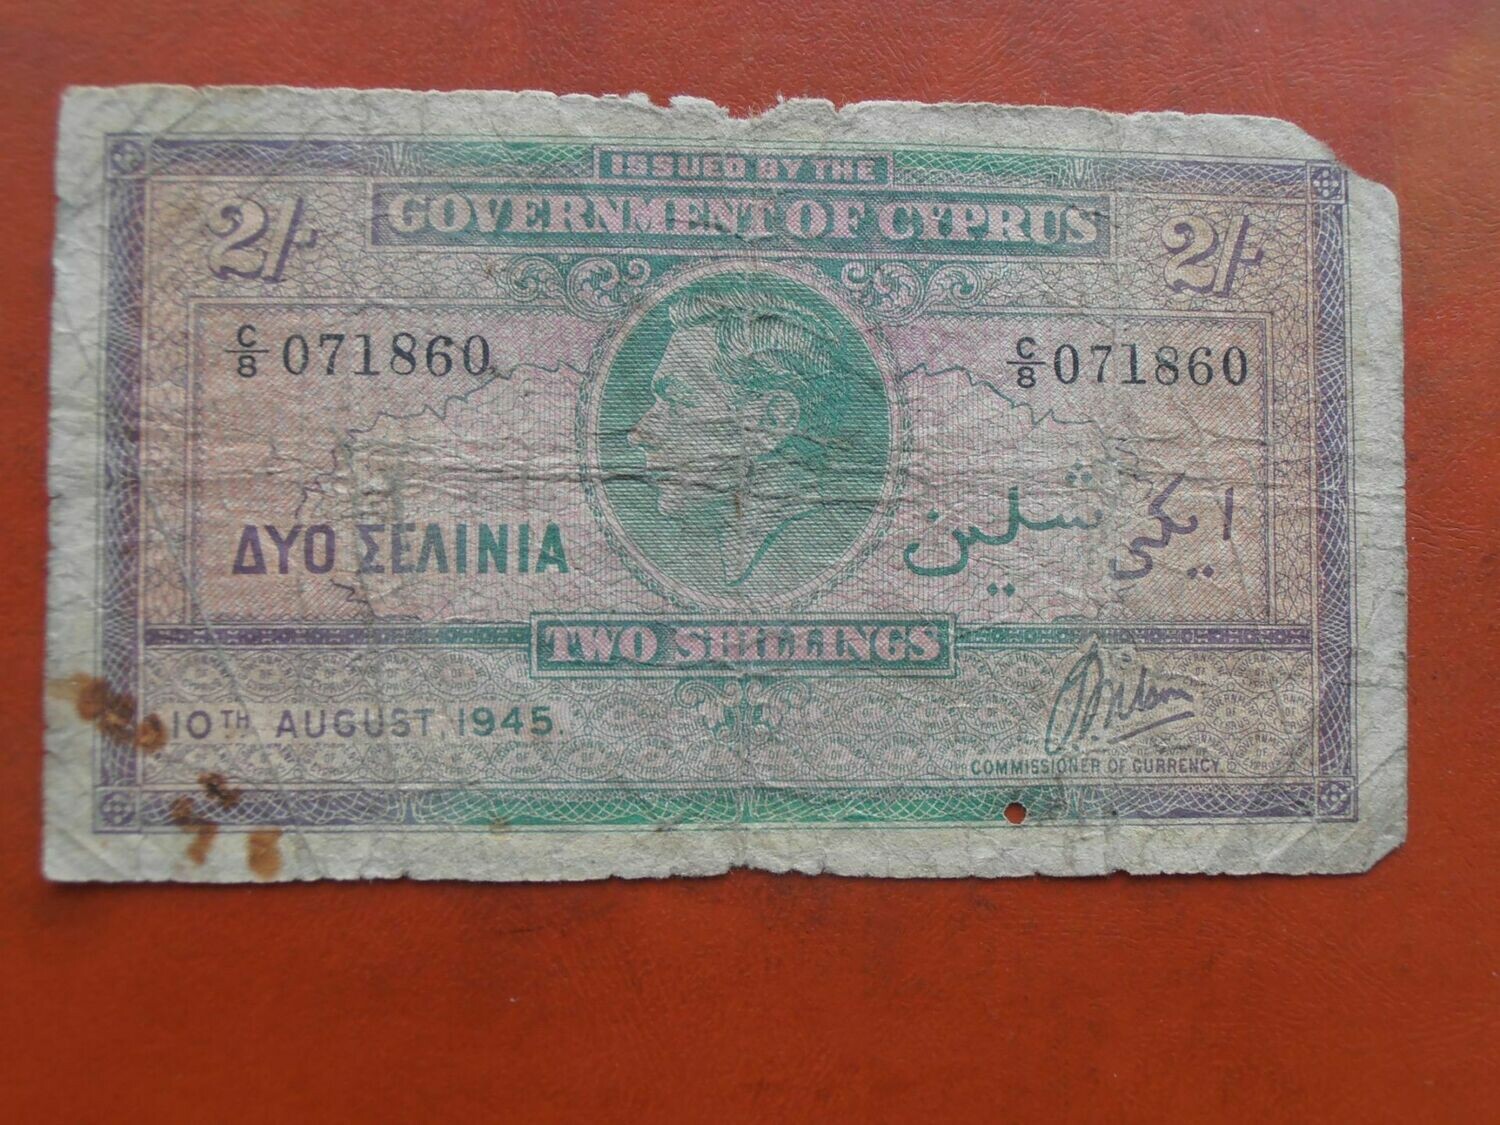 ISSUED BY THE
GOVERNMENT OF CYPRUS
2/- 2/-
C/8 071860 C/8 071860
ΔΥΟ ΣΕΛΙΝΙΑ ایکی شلین
TWO SHILLINGS
10TH AUGUST, 1945.
COMMISSIONER OF CURRENCY.